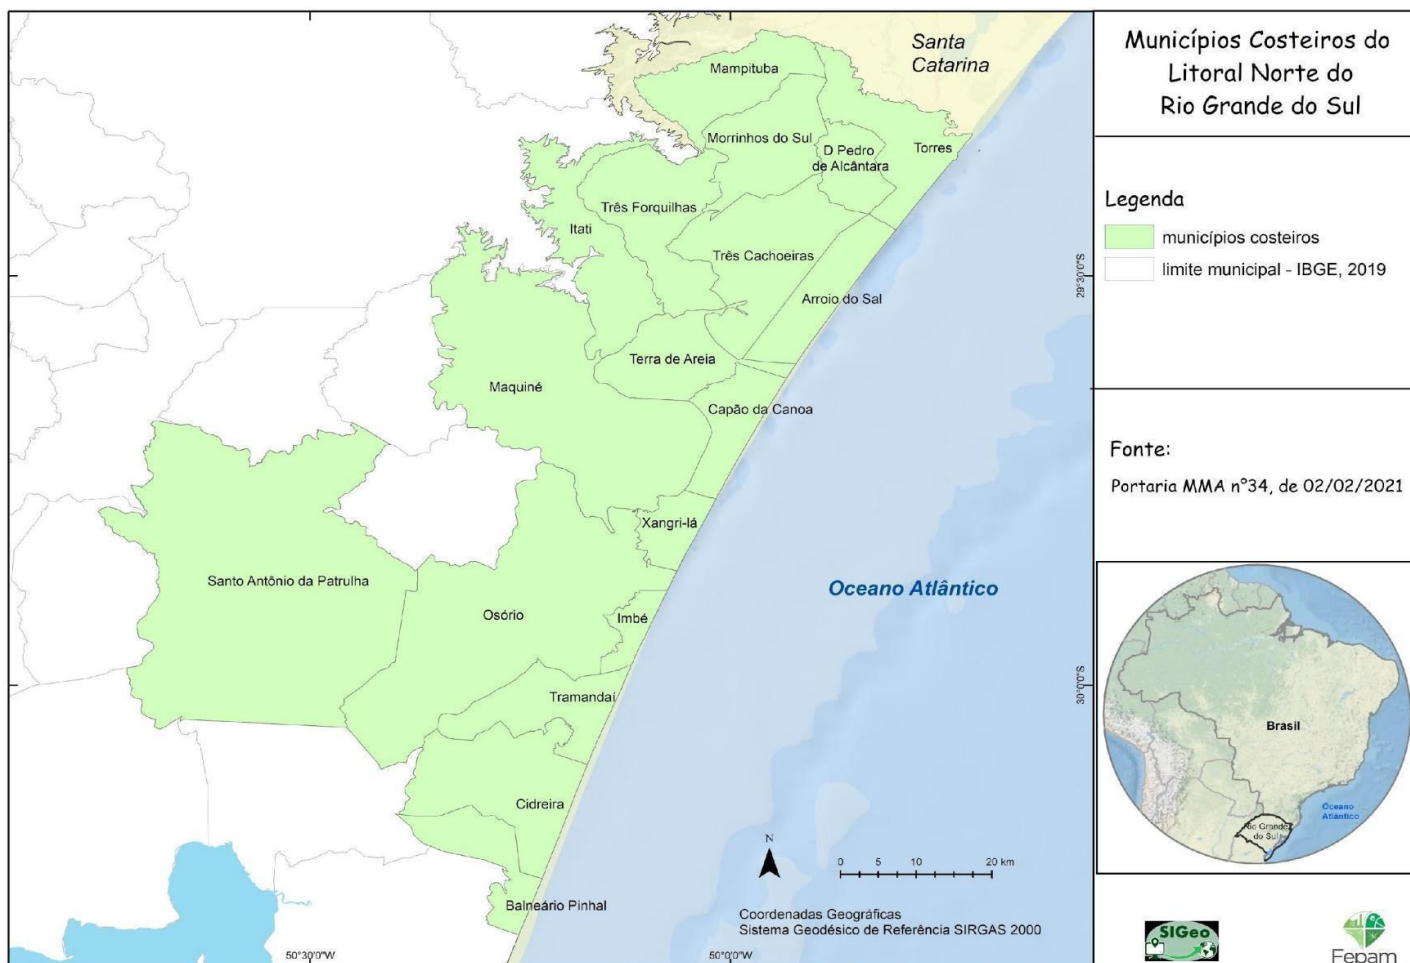 Santa
Catarina
Mampituba
Morrinhos do Sul
D Pedro
de Alcântara
Torres
Três Forquilhas
Itati
Três Cachoeiras
Arroio do Sal
Terra de Areia
Maquiné
Capão da Canoa
Xangri-lá
Santo Antônio da Patrulha
Osório
Imbé
Oceano Atlântico
Tramandaí
Cidreira
Balneário Pinhal
N
0 5 10 20 km
Coordenadas Geográficas
Sistema Geodésico de Referência SIRGAS 2000
50°30'0"W
50°0'0"W
29°30'0"S
30°0'0"S
Municípios Costeiros do
Litoral Norte do
Rio Grande do Sul
Legenda
municípios costeiros
limite municipal - IBGE, 2019
Fonte:
Portaria MMA n°34, de 02/02/2021
Brasil
Oceano
Atlântico
Rio Grande
do Sul
SIGeo
Fepam